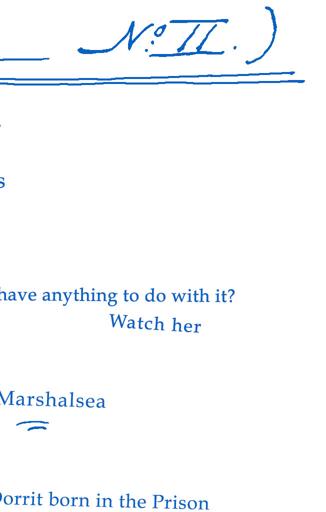 No. II. )
s
have anything to do with it?
Watch her
Marshalsea
Dorrit born in the Prison